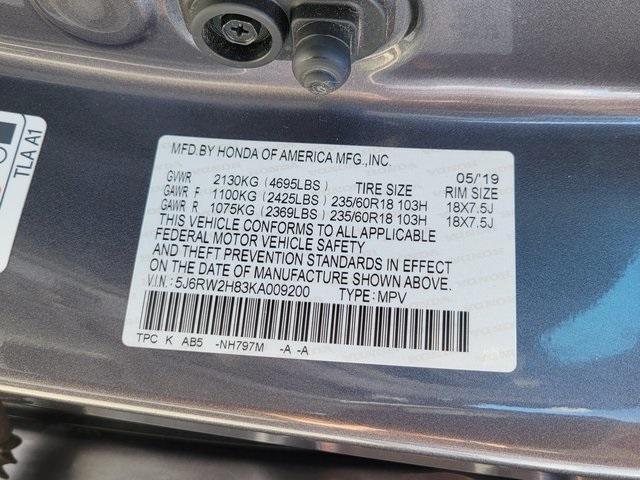 TLA A1
MFD.BY HONDA OF AMERICA MFG.,INC.
05/'19
GVWR 2130KG (4695LBS) TIRE SIZE RIM SIZE
GAWR F 1100KG (2425LBS) 235/60R18 103H 18X7.5J
GAWR R 1075KG (2369LBS) 235/60R18 103H 18X7.5J
THIS VEHICLE CONFORMS TO ALL APPLICABLE
FEDERAL MOTOR VEHICLE SAFETY
AND THEFT PREVENTION STANDARDS IN EFFECT
ON THE DATE OF MANUFACTURE SHOWN ABOVE.
V.I.N.: 5J6RW2H83KA009200 TYPE: MPV
TPC K AB5 -NH797M -A -A